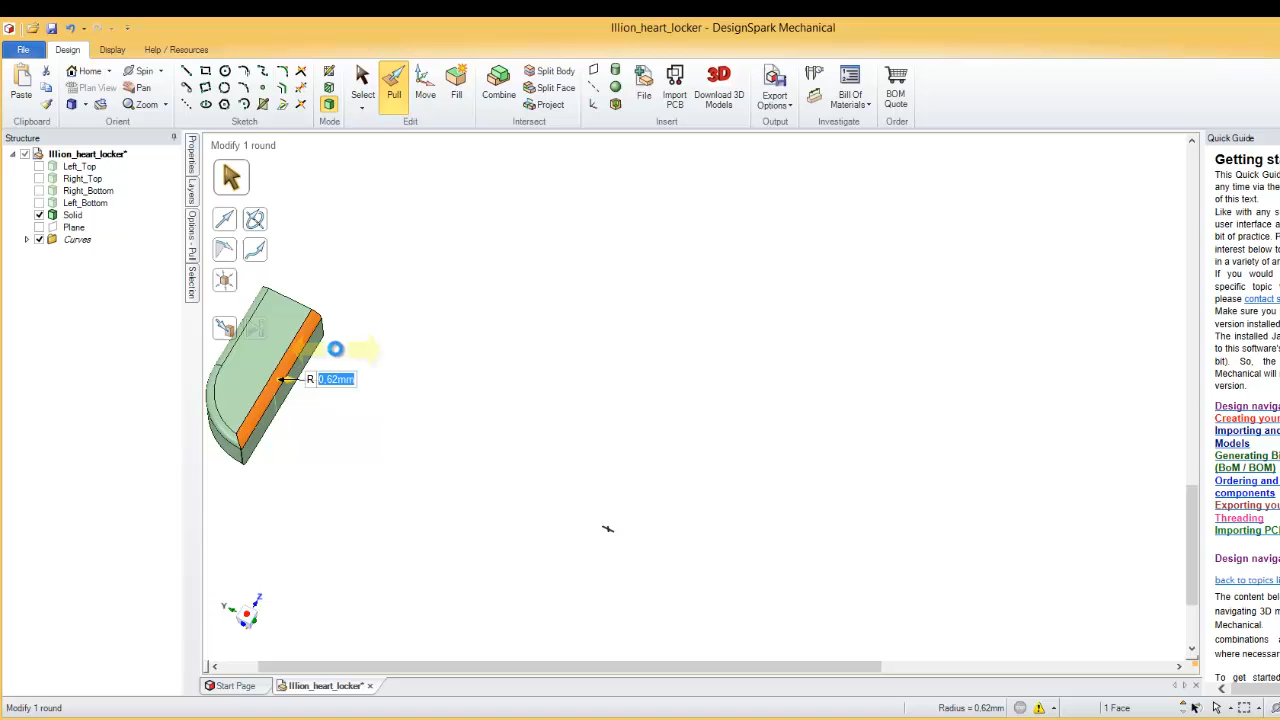 Illion_heart_locker - DesignSpark Mechanical
File Design Display Help / Resources
Paste
Home
Plan View
Spin
Pan
Zoom
Select
Pull
Move
Fill
Combine
Split Body
Split Face
Project
File
Import
PCB
Download 3D
Models
Export
Options
Bill Of
Materials
BOM
Quote
Clipboard Orient Sketch Mode Edit Intersect Insert Output Investigate Order
Structure
Illion_heart_locker*
Left_Top
Right_Top
Right_Bottom
Left_Bottom
Solid
Plane
Curves
Properties
Layers
Options - Pull
Selection
Modify 1 round
R 0,62mm
Y
Z
Quick Guide
Getting st
This Quick Guide
any time via the
of this text.
Like with any s
user interface a
bit of practice. F
interest below to
in a variety of ar
If you would
specific topic
please contact s
Make sure you
version 1280
The installed Ja
to this software's
bit). So, the
Mechanical will
version.
Design naviga
Creating your
Importing and
Models
Generating Bi
(BoM / BOM)
Ordering and
components
Exporting you
Threading
Importing PC
Design naviga
back to topics li
The content bel
navigating 3D m
Mechanical.
combinations a
where necessar
To get started
Start Page
Illion_heart_locker*
Modify 1 round
Radius = 0,62mm
1 Face